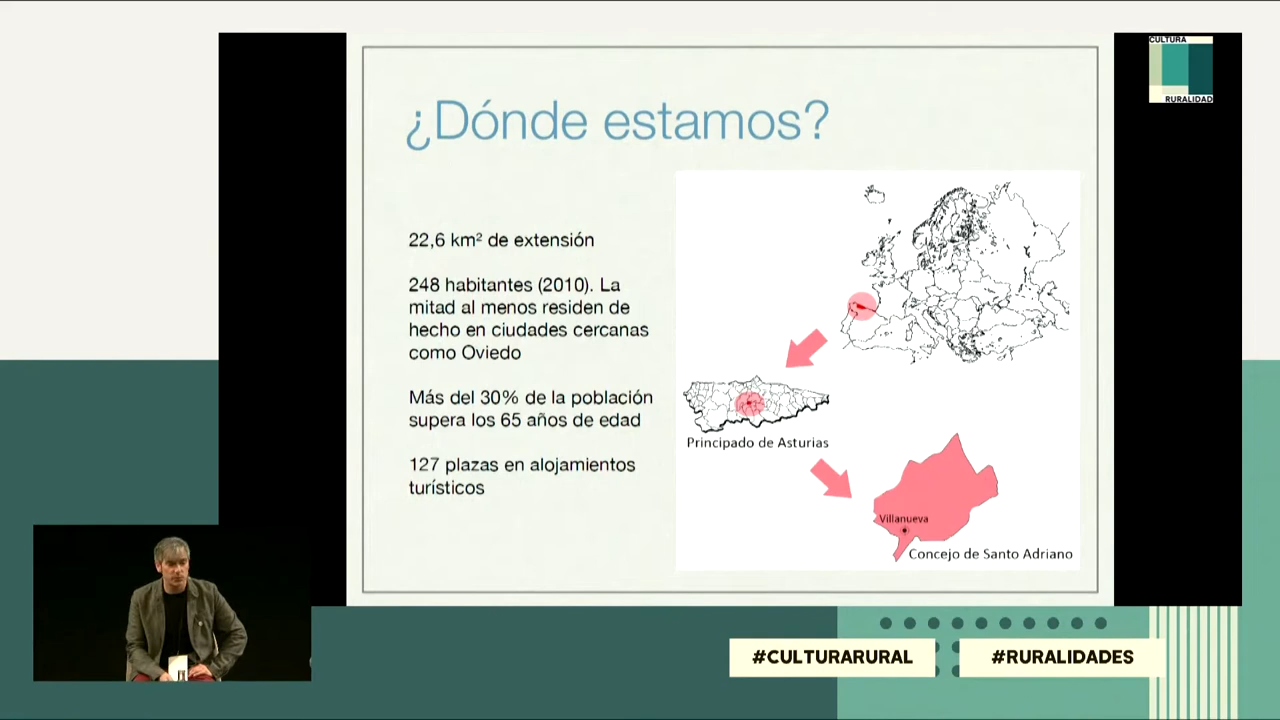 CULTURA
RURALIDAD
¿Dónde estamos?
22,6 km² de extensión
248 habitantes (2010). La
mitad al menos residen de
hecho en ciudades cercanas
como Oviedo
Más del 30% de la población
supera los 65 años de edad
127 plazas en alojamientos
turísticos
Principado de Asturias
Villanueva
Concejo de Santo Adriano
#CULTURARURAL
#RURALIDADES